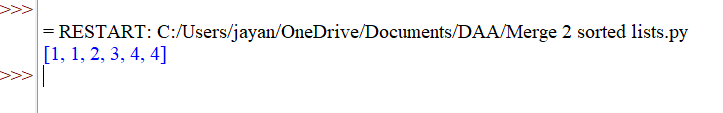 >>>
= RESTART: C:/Users/jayan/OneDrive/Documents/DAA/Merge 2 sorted lists.py
[1, 1, 2, 3, 4, 4]
>>>